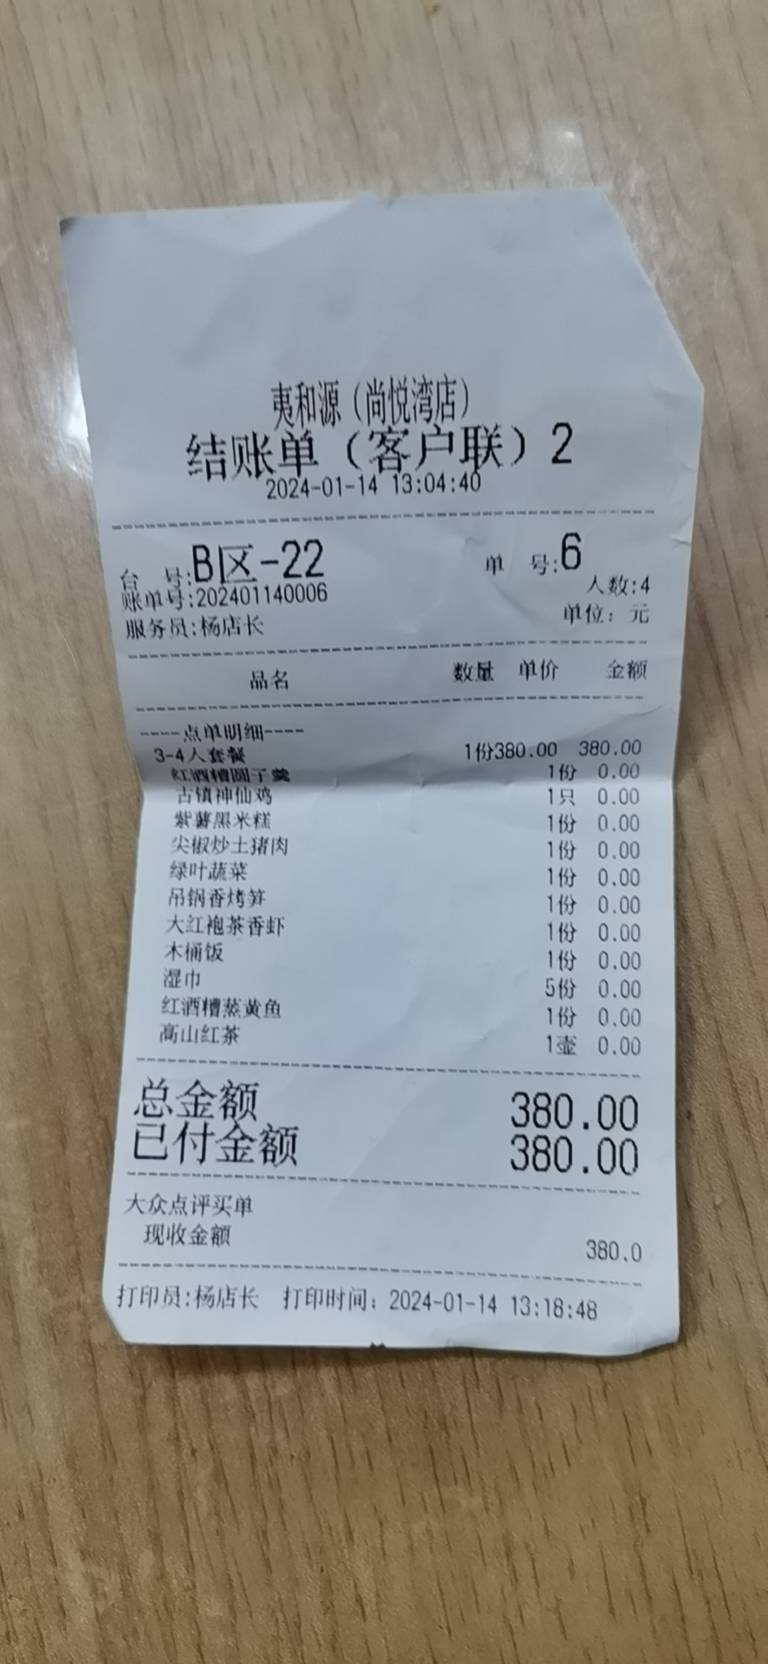 夷和源（尚悦湾店）
结账单（客户联）2
2024-01-14 13:04:40
台 号:B区-22 单 号:6
账单号:202401140006 人数:4
服务员:杨店长 单位：元
品名 数量 单价 金额
----点单明细----
3-4人套餐 1份380.00 380.00
红酒糟圆子羹 1份 0.00
古镇神仙鸡 1只 0.00
紫薯黑米糕 1份 0.00
尖椒炒土猪肉 1份 0.00
绿叶蔬菜 1份 0.00
吊锅香烤笋 1份 0.00
大红袍茶香虾 1份 0.00
木桶饭 1份 0.00
湿巾 5份 0.00
红酒糟蒸黄鱼 1份 0.00
高山红茶 1壶 0.00
总金额 380.00
已付金额 380.00
大众点评买单
现收金额 380.0
打印员:杨店长 打印时间：2024-01-14 13:18:48